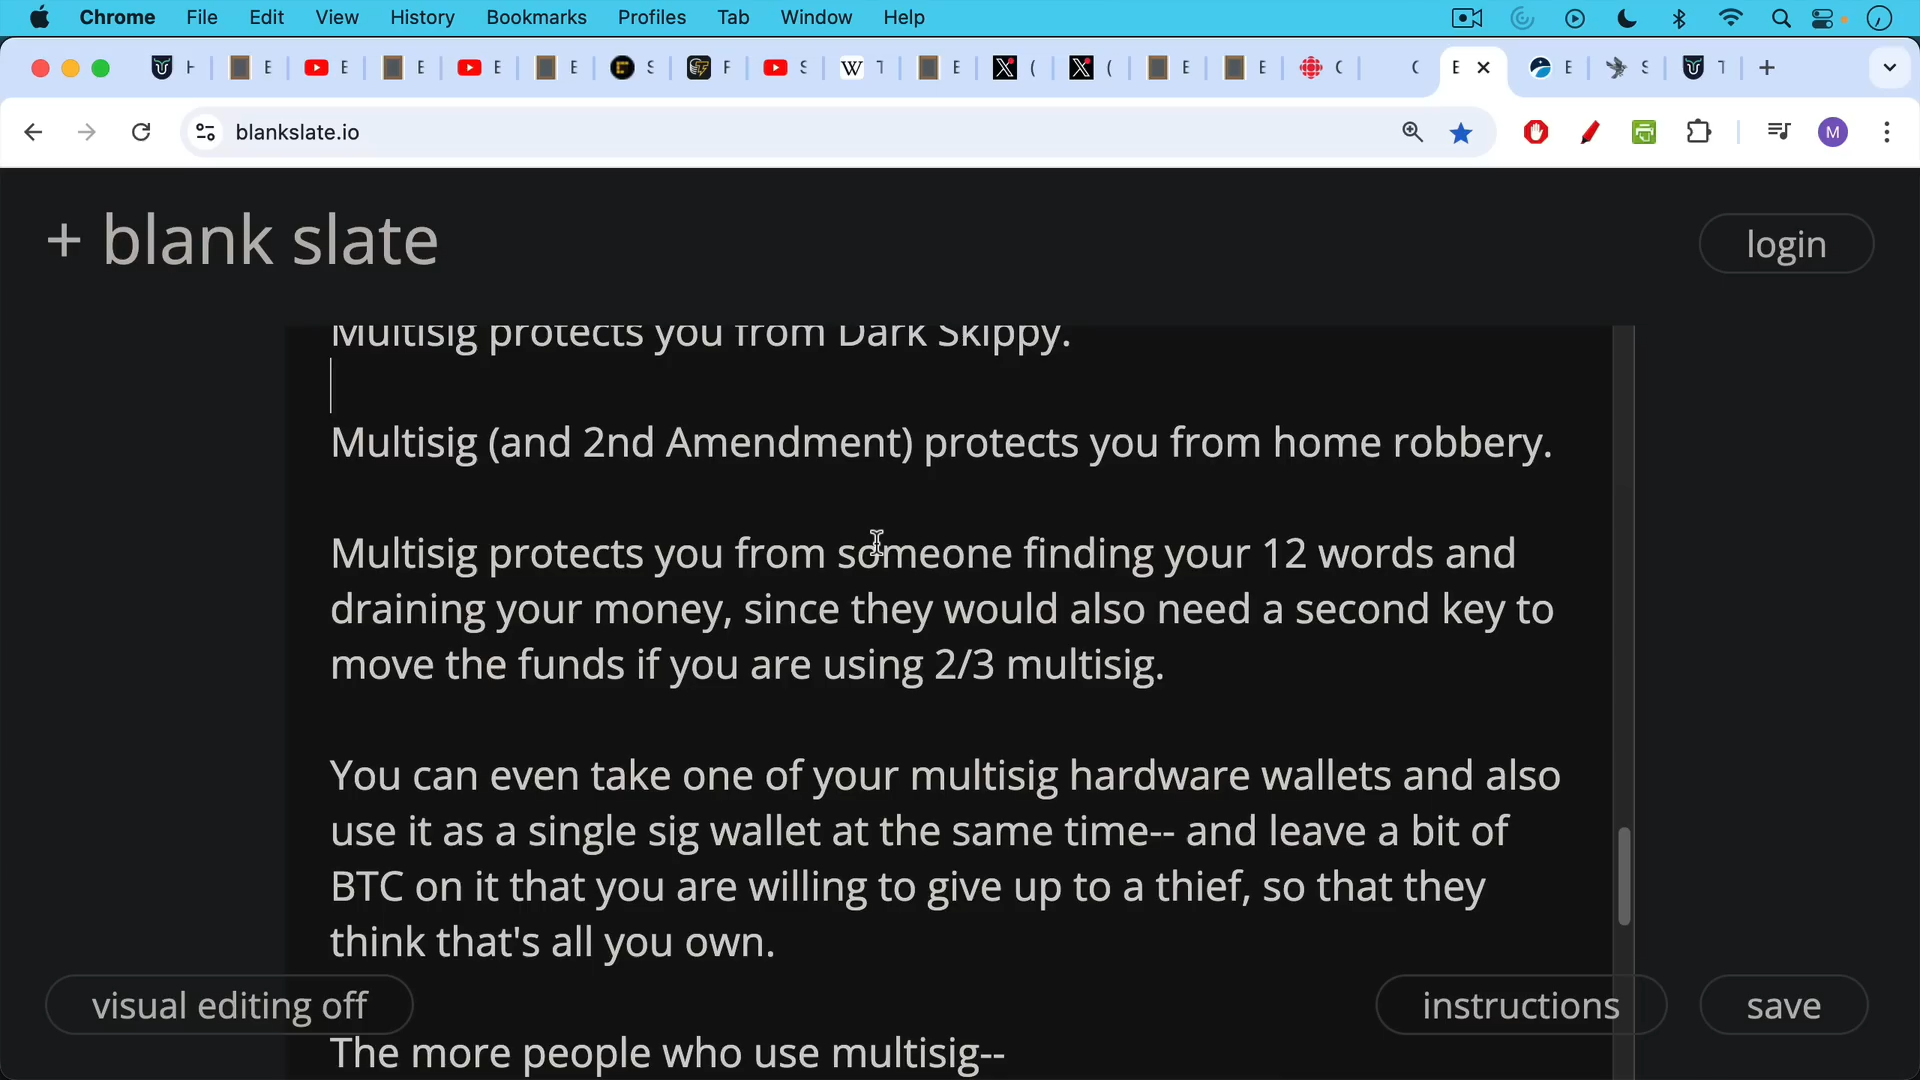 Chrome File Edit View History Bookmarks Profiles Tab Window Help
blankslate.io
M
+ blank slate
login
Multisig protects you from Dark Skippy.
Multisig (and 2nd Amendment) protects you from home robbery.
Multisig protects you from someone finding your 12 words and
draining your money, since they would also need a second key to
move the funds if you are using 2/3 multisig.
You can even take one of your multisig hardware wallets and also
use it as a single sig wallet at the same time-- and leave a bit of
BTC on it that you are willing to give up to a thief, so that they
think that's all you own.
visual editing off
instructions
save
The more people who use multisig--